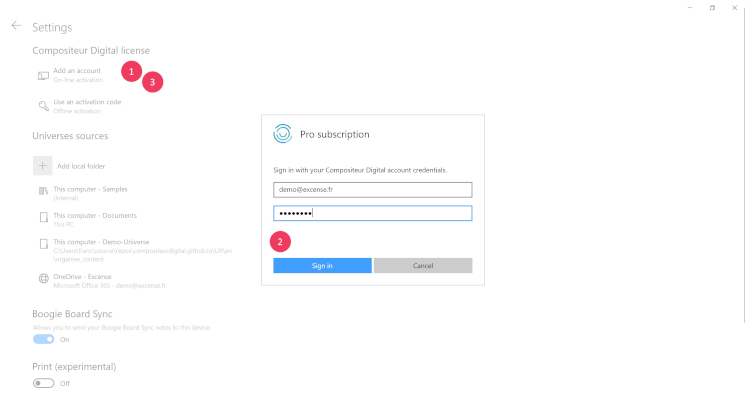 Settings
Compositeur Digital license
Add an account
On-line activation
1
3
Use an activation code
Offline activation
Universes sources
Add local folder
This computer - Samples
(Internal)
This computer - Documents
This PC
This computer - Demo-Universe
\organise_content
OneDrive - Excense
Microsoft Office 365 - demo@excense.fr
Boogie Board Sync
Allows you to send your Boogie Board Sync notes to this device.
On
Print (experimental)
Off
Pro subscription
Sign in with your Compositeur Digital account credentials.
demo@excense.fr
••••••••
2
Sign in
Cancel